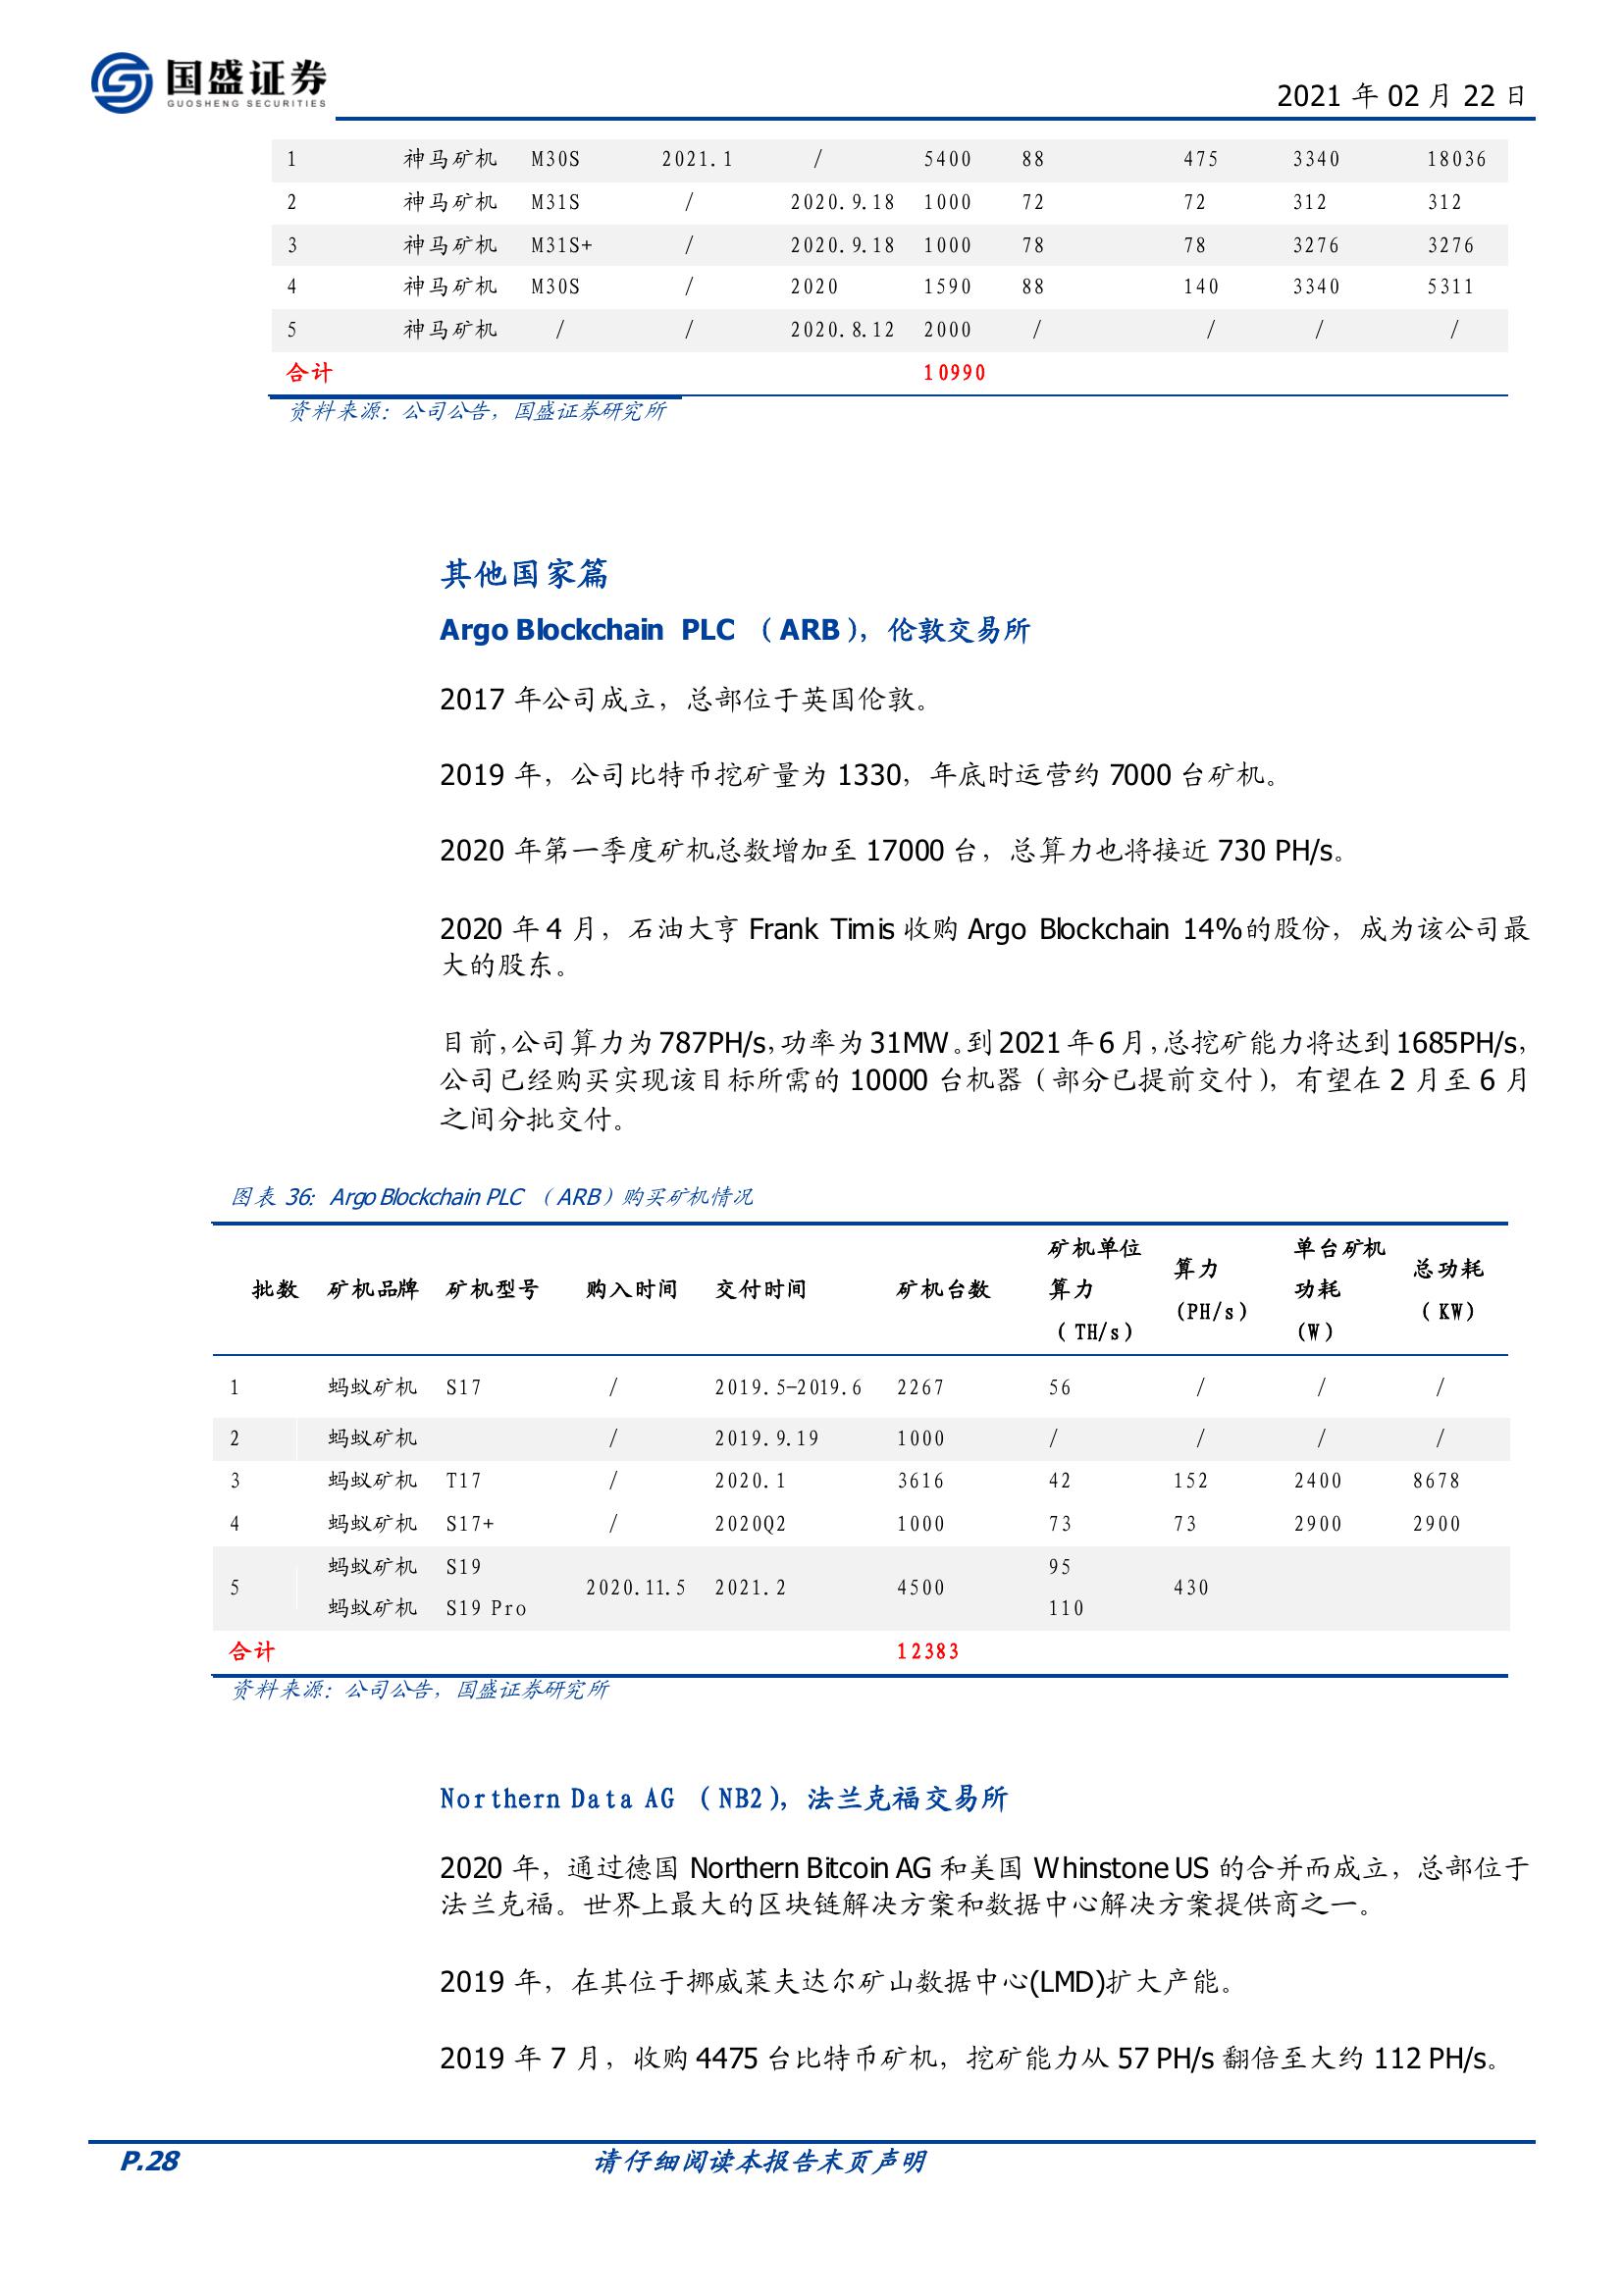 国盛证券
GUOSHENG SECURITIES
2021 年 02 月 22 日
1 神马矿机 M30S 2021.1 / 5400 88 475 3340 18036
2 神马矿机 M31S / 2020.9.18 1000 72 72 312 312
3 神马矿机 M31S+ / 2020.9.18 1000 78 78 3276 3276
4 神马矿机 M30S / 2020 1590 88 140 3340 5311
5 神马矿机 / / 2020.8.12 2000 / / / /
合计 10990
资料来源：公司公告，国盛证券研究所
其他国家篇
Argo Blockchain PLC （ARB），伦敦交易所
2017 年公司成立，总部位于英国伦敦。
2019 年，公司比特币挖矿量为 1330，年底时运营约 7000 台矿机。
2020 年第一季度矿机总数增加至 17000 台，总算力也将接近 730 PH/s。
2020 年 4 月，石油大亨 Frank Timis 收购 Argo Blockchain 14%的股份，成为该公司最
大的股东。
目前，公司算力为 787PH/s，功率为 31MW。到 2021 年 6 月，总挖矿能力将达到 1685PH/s，
公司已经购买实现该目标所需的 10000 台机器（部分已提前交付），有望在 2 月至 6 月
之间分批交付。
图表 36：Argo Blockchain PLC （ARB）购买矿机情况
批数 矿机品牌 矿机型号 购入时间 交付时间 矿机台数 矿机单位算力（TH/s） 算力(PH/s) 单台矿机功耗(W) 总功耗（KW）
1 蚂蚁矿机 S17 / 2019.5-2019.6 2267 56 / / /
2 蚂蚁矿机 / 2019.9.19 1000 / / / /
3 蚂蚁矿机 T17 / 2020.1 3616 42 152 2400 8678
4 蚂蚁矿机 S17+ / 2020Q2 1000 73 73 2900 2900
蚂蚁矿机 S19 95
5 2020.11.5 2021.2 4500 430
蚂蚁矿机 S19 Pro 110
合计 12383
资料来源：公司公告，国盛证券研究所
Northern Data AG （NB2），法兰克福交易所
2020 年，通过德国 Northern Bitcoin AG 和美国 Whinstone US 的合并而成立，总部位于
法兰克福。世界上最大的区块链解决方案和数据中心解决方案提供商之一。
2019 年，在其位于挪威莱夫达尔矿山数据中心(LMD)扩大产能。
2019 年 7 月，收购 4475 台比特币矿机，挖矿能力从 57 PH/s 翻倍至大约 112 PH/s。
P.28 请仔细阅读本报告末页声明